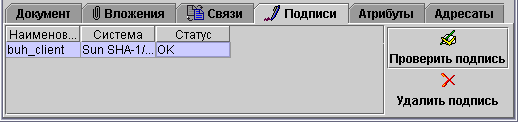 Документ Вложения Связи Подписи Атрибуты Адресаты
Наименов... Система Статус
buh_client Sun SHA-1/... OK
Проверить подпись
Удалить подпись